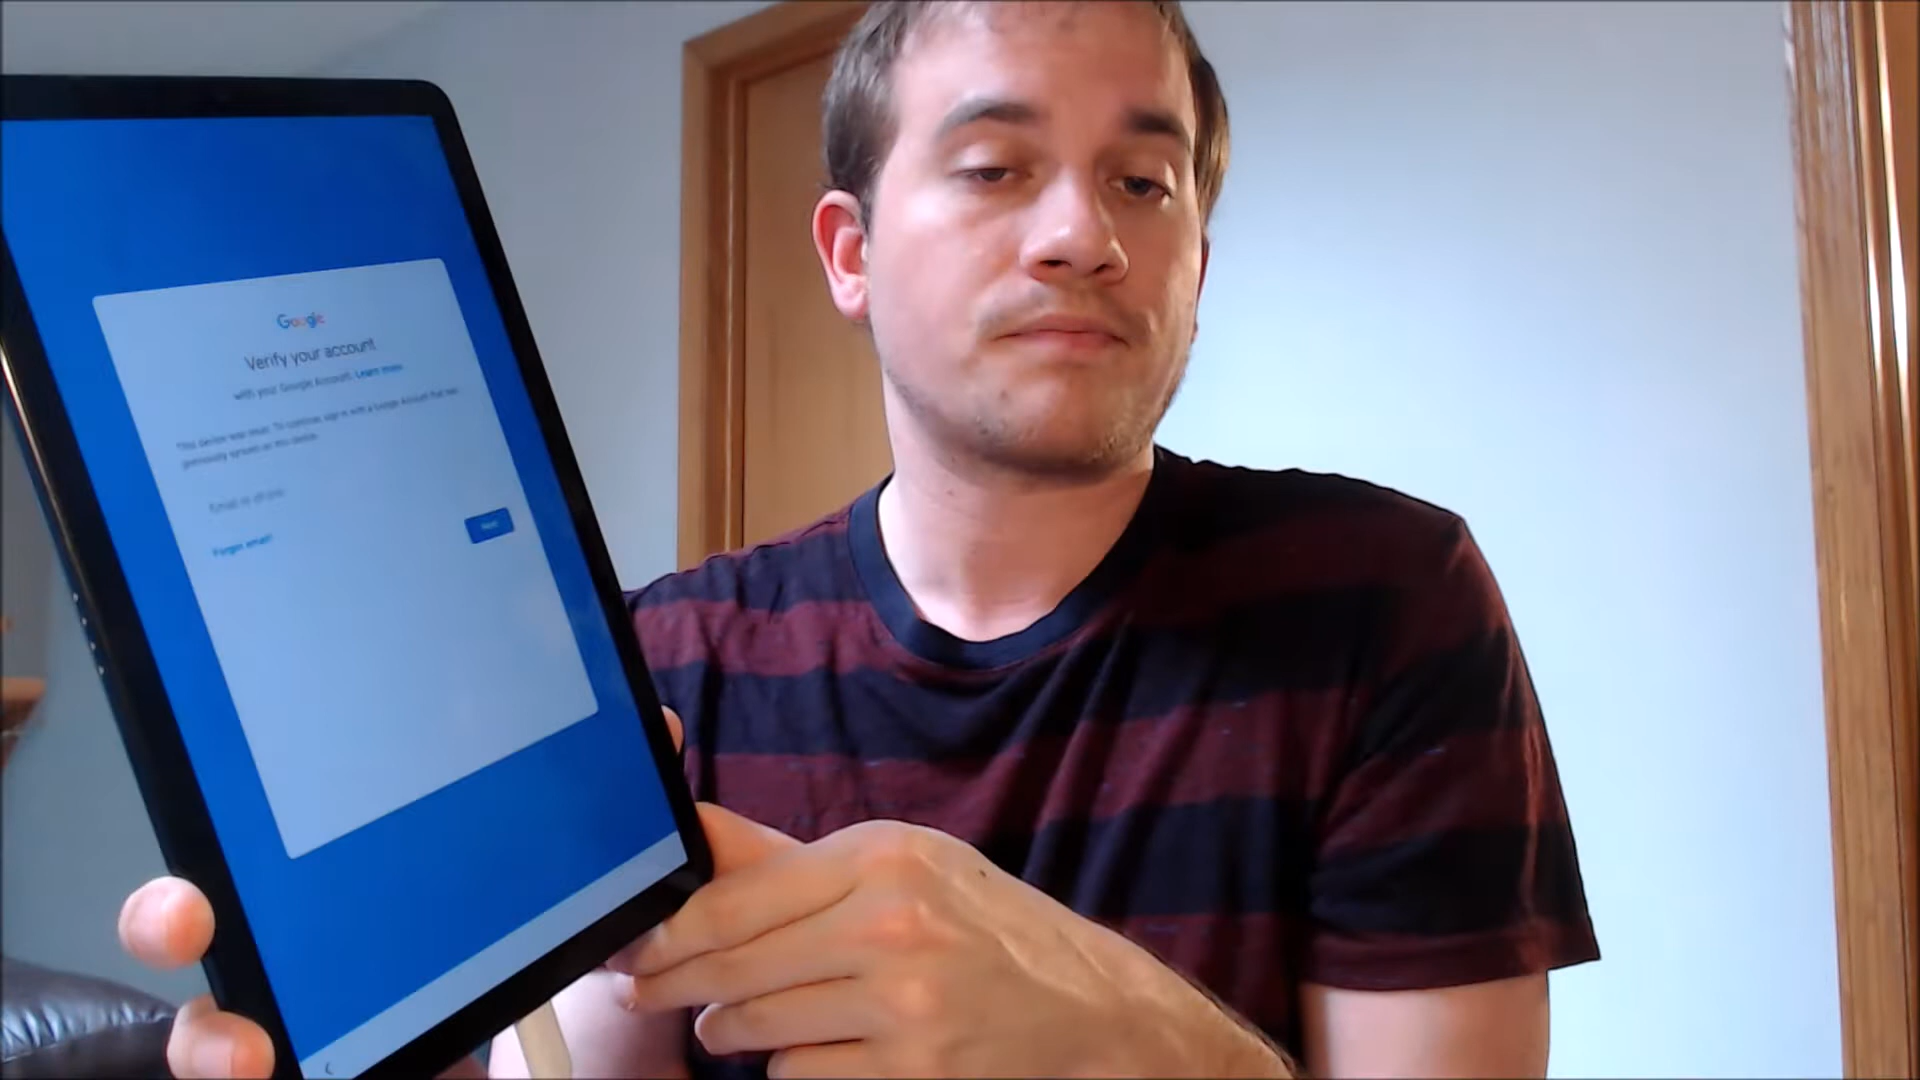 Google
Verify your account
with your Google Account. Learn more
This device was reset. To continue, sign in with a Google Account that was
previously synced on this device.
Email or phone
Forgot email?
Next